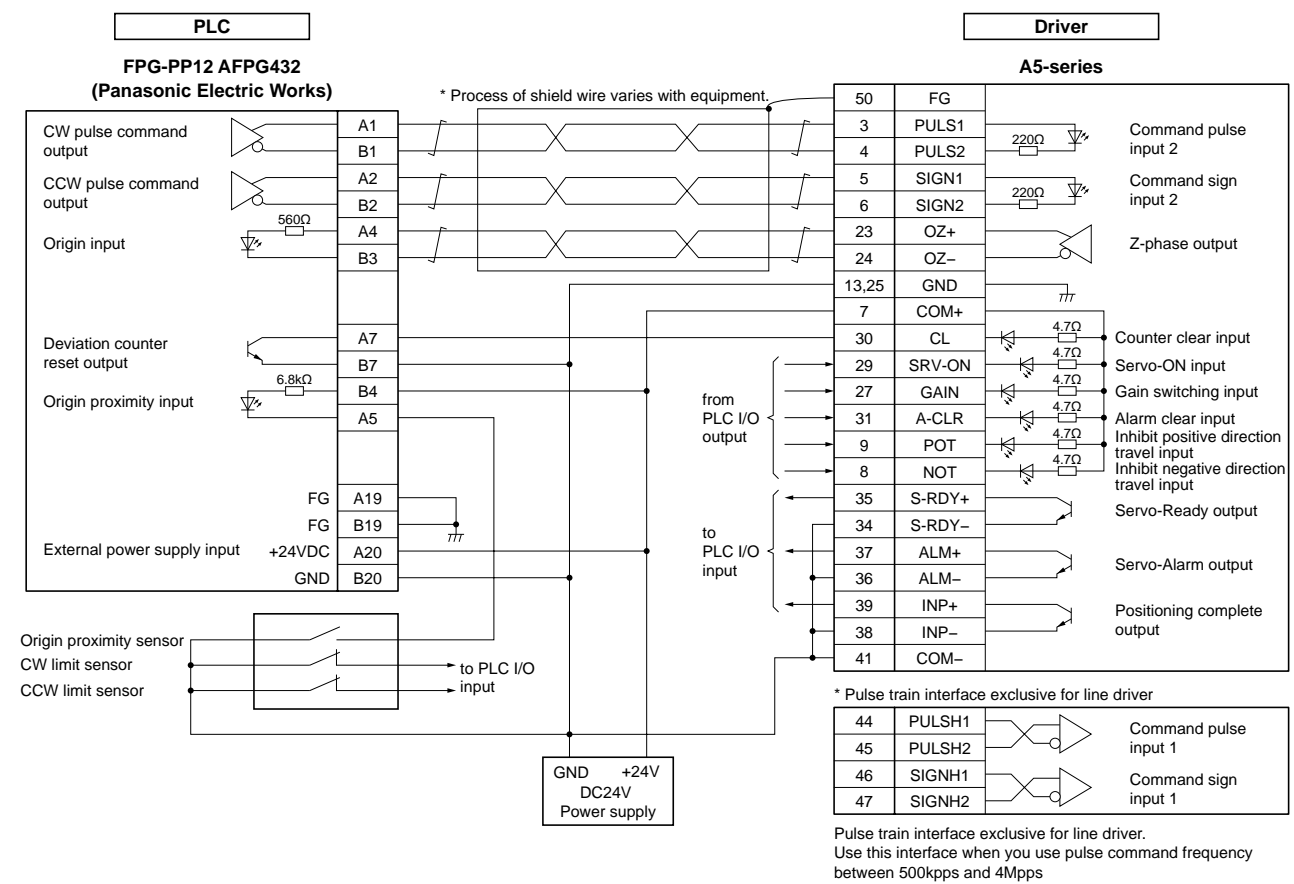 PLC
Driver
FPG-PP12 AFPG432
(Panasonic Electric Works)
A5-series
* Process of shield wire varies with equipment.
CW pulse command
output
CCW pulse command
output
560Ω
Origin input
Deviation counter
reset output
6.8kΩ
Origin proximity input
FG
FG
External power supply input
+24VDC
GND
A1
B1
A2
B2
A4
B3
A7
B7
B4
A5
A19
B19
A20
B20
Origin proximity sensor
CW limit sensor
CCW limit sensor
to PLC I/O
input
GND +24V
DC24V
Power supply
from
PLC I/O
output
to
PLC I/O
input
50 FG
3 PULS1
4 PULS2
220Ω
Command pulse
input 2
5 SIGN1
6 SIGN2
220Ω
Command sign
input 2
23 OZ+
24 OZ–
Z-phase output
13,25 GND
7 COM+
30 CL 4.7Ω Counter clear input
29 SRV-ON 4.7Ω Servo-ON input
27 GAIN 4.7Ω Gain switching input
31 A-CLR 4.7Ω Alarm clear input
9 POT 4.7Ω Inhibit positive direction
travel input
8 NOT 4.7Ω Inhibit negative direction
travel input
35 S-RDY+
34 S-RDY–
Servo-Ready output
37 ALM+
36 ALM–
Servo-Alarm output
39 INP+
38 INP–
Positioning complete
output
41 COM–
* Pulse train interface exclusive for line driver
44 PULSH1
45 PULSH2
Command pulse
input 1
46 SIGNH1
47 SIGNH2
Command sign
input 1
Pulse train interface exclusive for line driver.
Use this interface when you use pulse command frequency
between 500kpps and 4Mpps